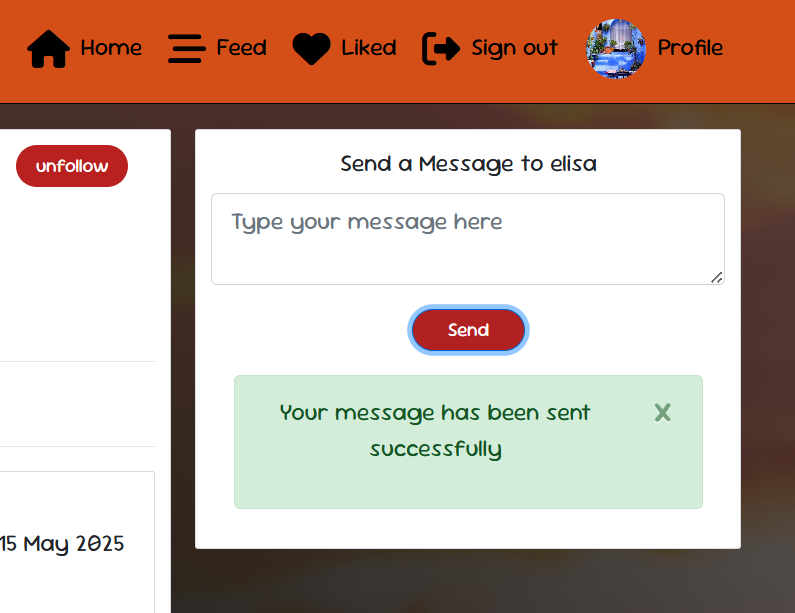 Home Feed Liked Sign out Profile
unfollow
Send a Message to elisa
Type your message here
Send
Your message has been sent
successfully
X
15 May 2025